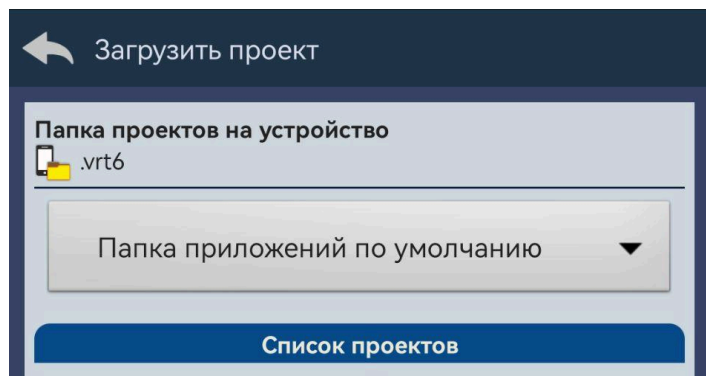 Загрузить проект
Папка проектов на устройство
.vrt6
Папка приложений по умолчанию
Список проектов